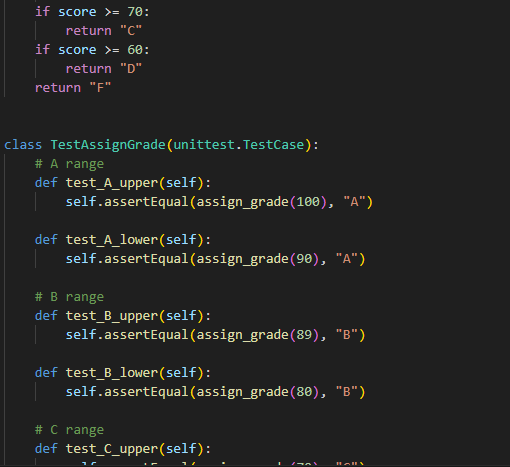 if score >= 70:
return "C"
if score >= 60:
return "D"
return "F"
class TestAssignGrade(unittest.TestCase):
# A range
def test_A_upper(self):
self.assertEqual(assign_grade(100), "A")
def test_A_lower(self):
self.assertEqual(assign_grade(90), "A")
# B range
def test_B_upper(self):
self.assertEqual(assign_grade(89), "B")
def test_B_lower(self):
self.assertEqual(assign_grade(80), "B")
# C range
def test_C_upper(self):